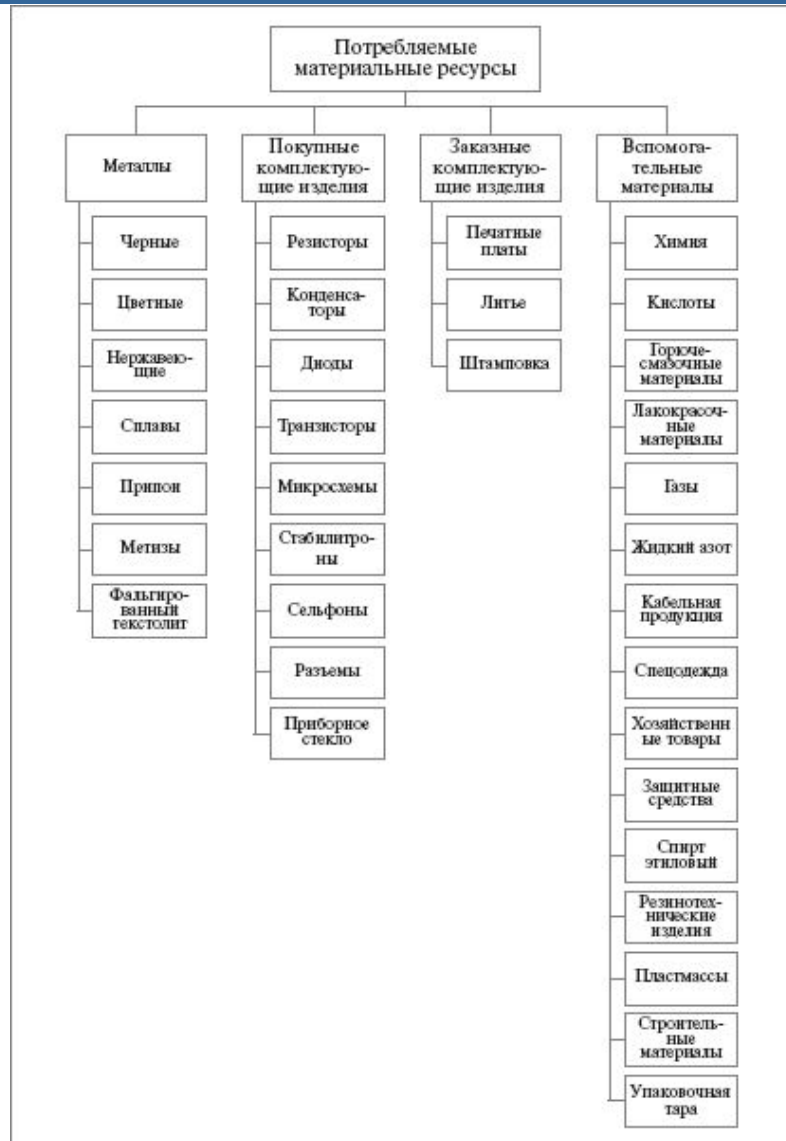 Потребляемые
материальные ресурсы
Металлы
Черные
Цветные
Нержавею-
щие
Сплавы
Припои
Метизы
Фальгиро-
ванный
текстолит
Покупные
комплектую-
щие изделия
Резисторы
Конденса-
торы
Диоды
Транзисторы
Микросхемы
Стабилитро-
ны
Сельфоны
Разъемы
Приборное
стекло
Заказные
комплектую-
щие изделия
Печатные
платы
Литье
Штамповка
Вспомога-
тельные
материалы
Химия
Кислоты
Горюче-
смазочные
материалы
Лакокрасоч-
ные
материалы
Газы
Жидкий азот
Кабельная
продукция
Спецодежда
Хозяйственн
ые товары
Защитные
средства
Спирт
этиловый
Резинотех-
нические
изделия
Пластмассы
Строитель-
ные
материалы
Упаковочная
тара